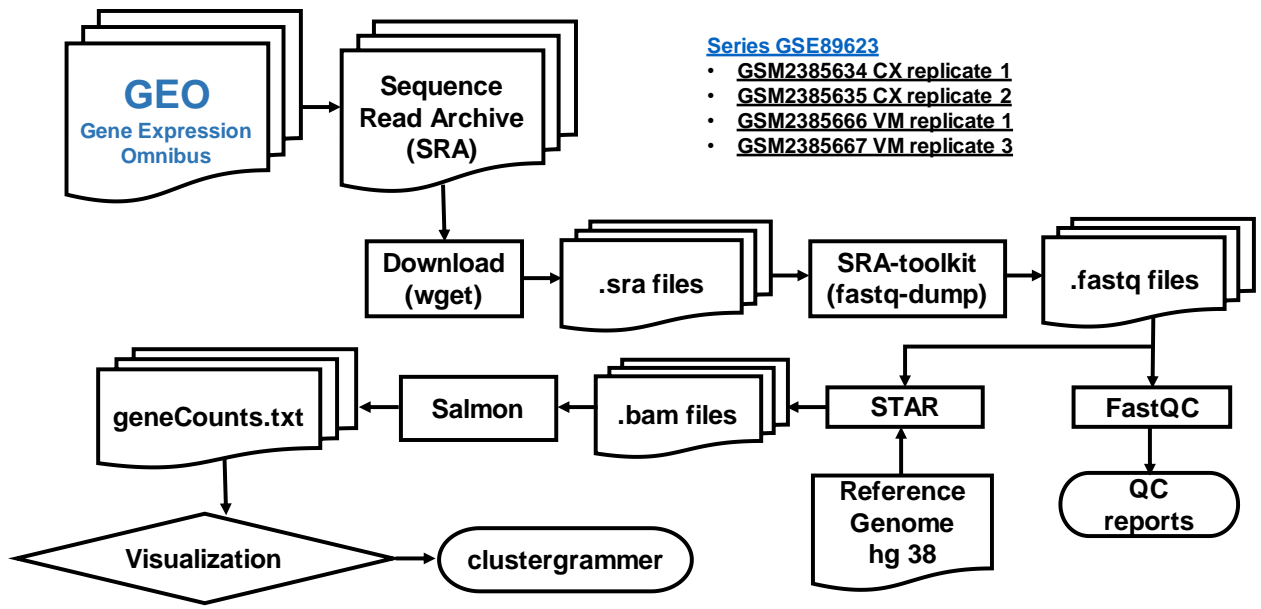 GEO
Gene Expression
Omnibus
Sequence
Read Archive
(SRA)
Series GSE89623
• GSM2385634 CX replicate 1
• GSM2385635 CX replicate 2
• GSM2385666 VM replicate 1
• GSM2385667 VM replicate 3
Download
(wget)
.sra files
SRA-toolkit
(fastq-dump)
.fastq files
geneCounts.txt
Salmon
.bam files
STAR
FastQC
Reference
Genome
hg 38
QC
reports
Visualization
clustergrammer